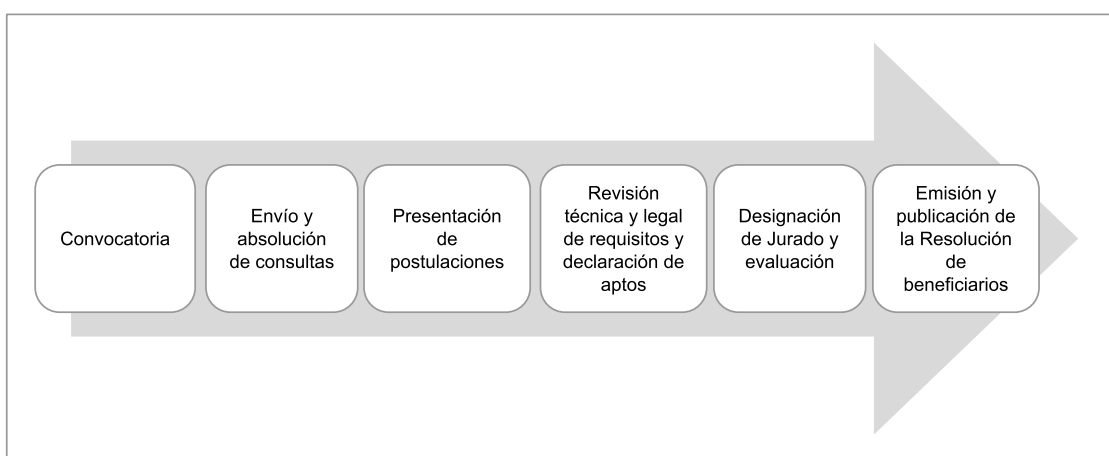 Convocatoria
Envío y
absolución
de consultas
Presentación
de
postulaciones
Revisión
técnica y legal
de requisitos y
declaración de
aptos
Designación
de Jurado y
evaluación
Emisión y
publicación de
la Resolución
de
beneficiarios